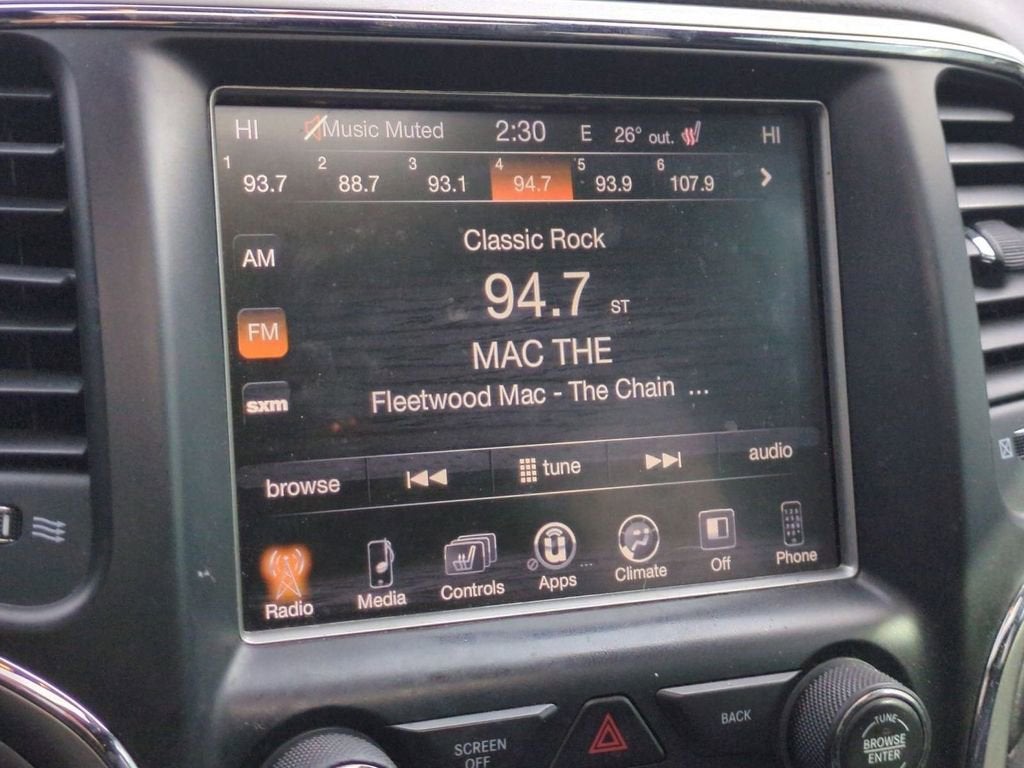 HI Music Muted 2:30 E 26° out. HI
1 93.7 2 88.7 3 93.1 4 94.7 5 93.9 6 107.9
Classic Rock
AM
94.7 ST
FM
MAC THE
Fleetwood Mac - The Chain ...
sxm
browse tune audio
Radio Media Controls Apps ... Climate Off Phone
SCREEN
OFF
BACK
TUNE
BROWSE
ENTER